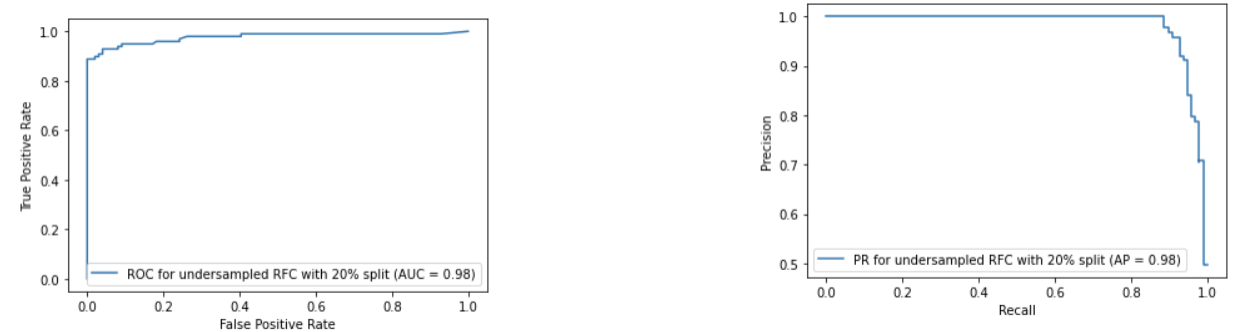 1.0
0.8
0.6
0.4
0.2
0.0
True Positive Rate
ROC for undersampled RFC with 20% split (AUC = 0.98)
0.0 0.2 0.4 0.6 0.8 1.0
False Positive Rate
1.0
0.9
0.8
0.7
0.6
0.5
Precision
PR for undersampled RFC with 20% split (AP = 0.98)
0.0 0.2 0.4 0.6 0.8 1.0
Recall